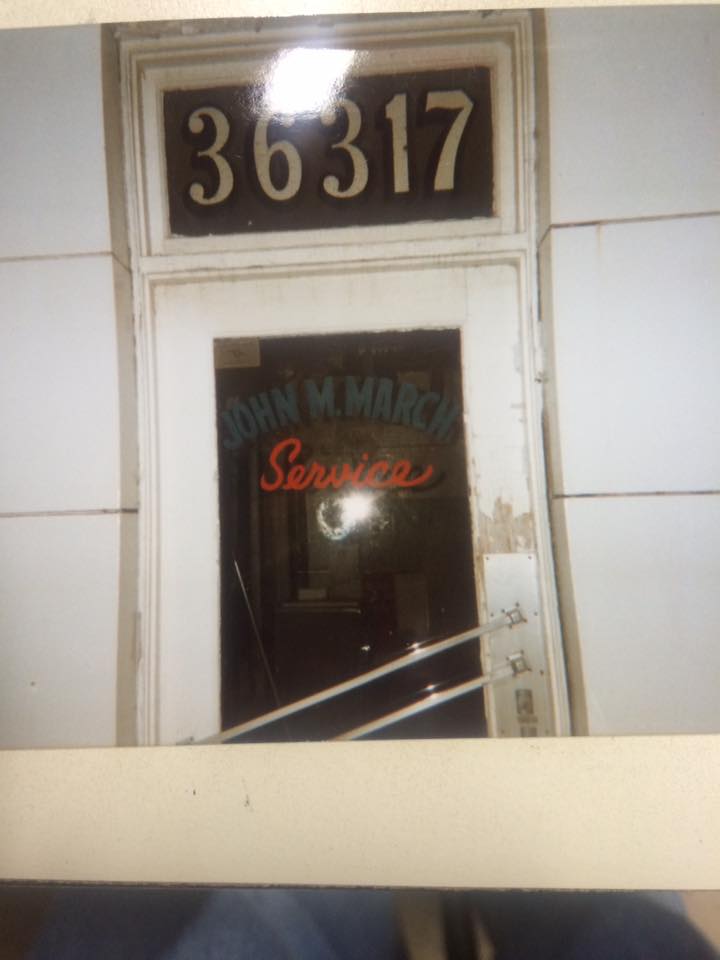 36317
JOHN M. MARCH
Service